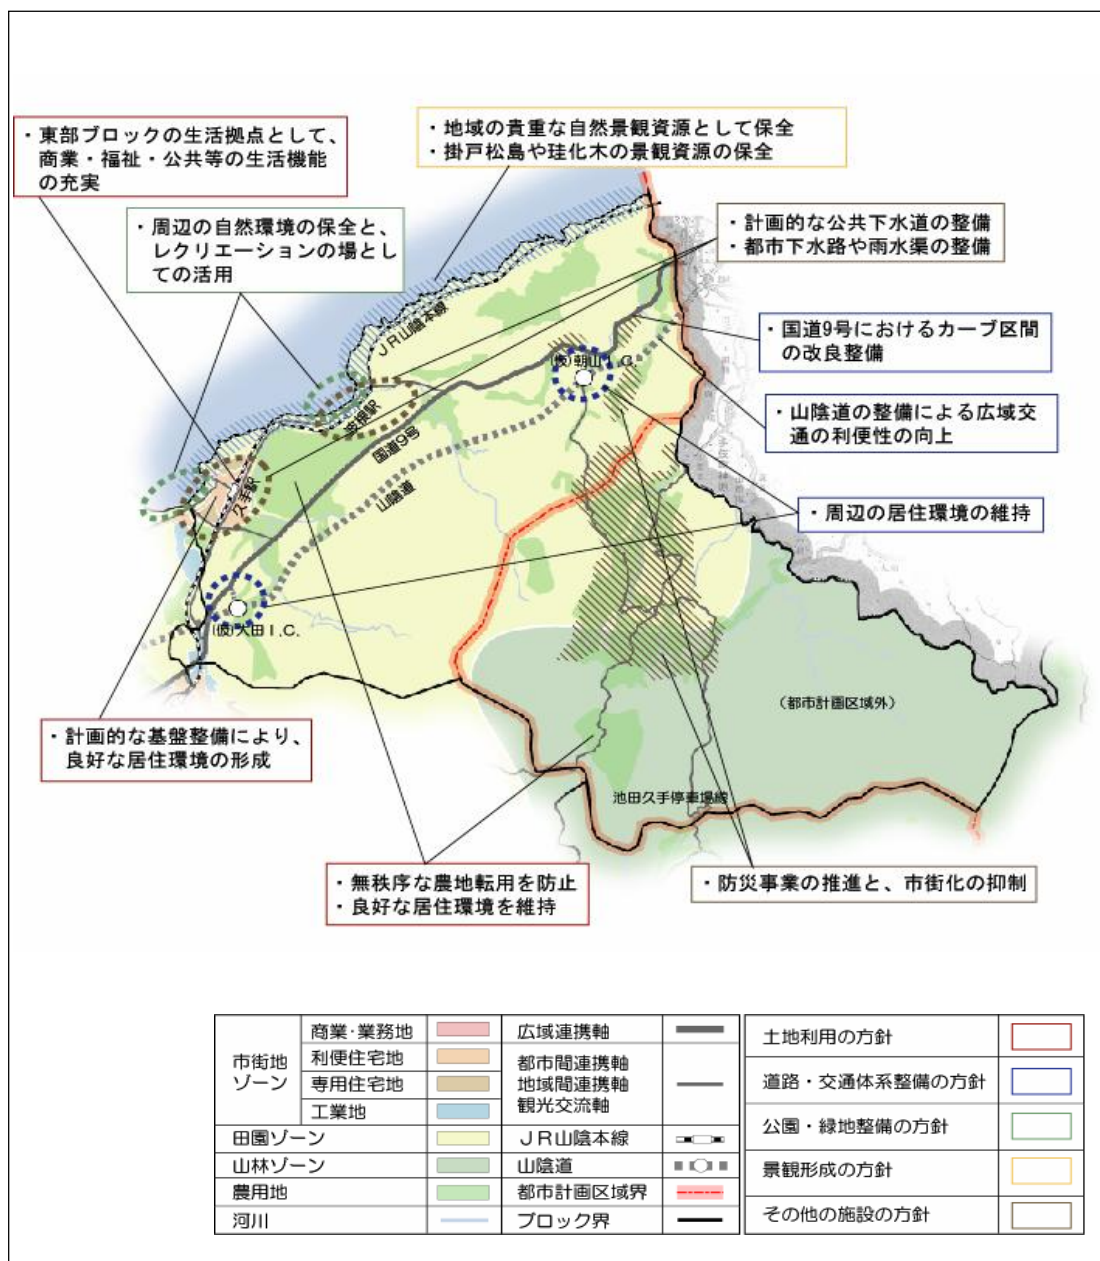 ・東部ブロックの生活拠点として、
商業・福祉・公共等の生活機能
の充実
・地域の貴重な自然景観資源として保全
・掛戸松島や珪化木の景観資源の保全
・周辺の自然環境の保全と、
レクリエーションの場とし
ての活用
・計画的な公共下水道の整備
・都市下水路や雨水渠の整備
・国道9号におけるカーブ区間
の改良整備
・山陰道の整備による広域交
通の利便性の向上
・周辺の居住環境の維持
JR山陰本線
(仮)朝山I.C.
波根駅
国道9号
山陰道
久手駅
(仮)大田I.C.
(都市計画区域外)
池田久手停車場線
・計画的な基盤整備により、
良好な居住環境の形成
・無秩序な農地転用を防止
・良好な居住環境を維持
・防災事業の推進と、市街化の抑制
市街地
ゾーン
商業・業務地
利便住宅地
専用住宅地
工業地
田園ゾーン
山林ゾーン
農用地
河川
広域連携軸
都市間連携軸
地域間連携軸
観光交流軸
JR山陰本線
山陰道
都市計画区域界
ブロック界
土地利用の方針
道路・交通体系整備の方針
公園・緑地整備の方針
景観形成の方針
その他の施設の方針